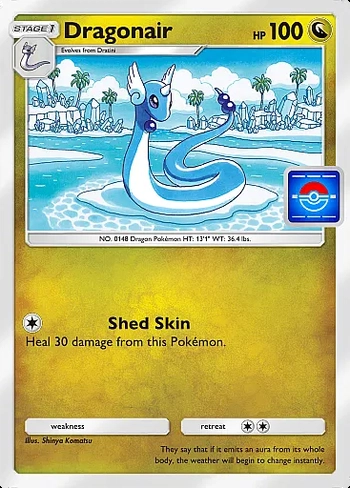 STAGE 1
Dragonair
HP 100
Evolves from Dratini
NO. 0148 Dragon Pokémon HT: 13'1" WT: 36.4 lbs.
Shed Skin
Heal 30 damage from this Pokémon.
weakness
retreat
Illus. Shinya Komatsu
They say that if it emits an aura from its whole
body, the weather will begin to change instantly.